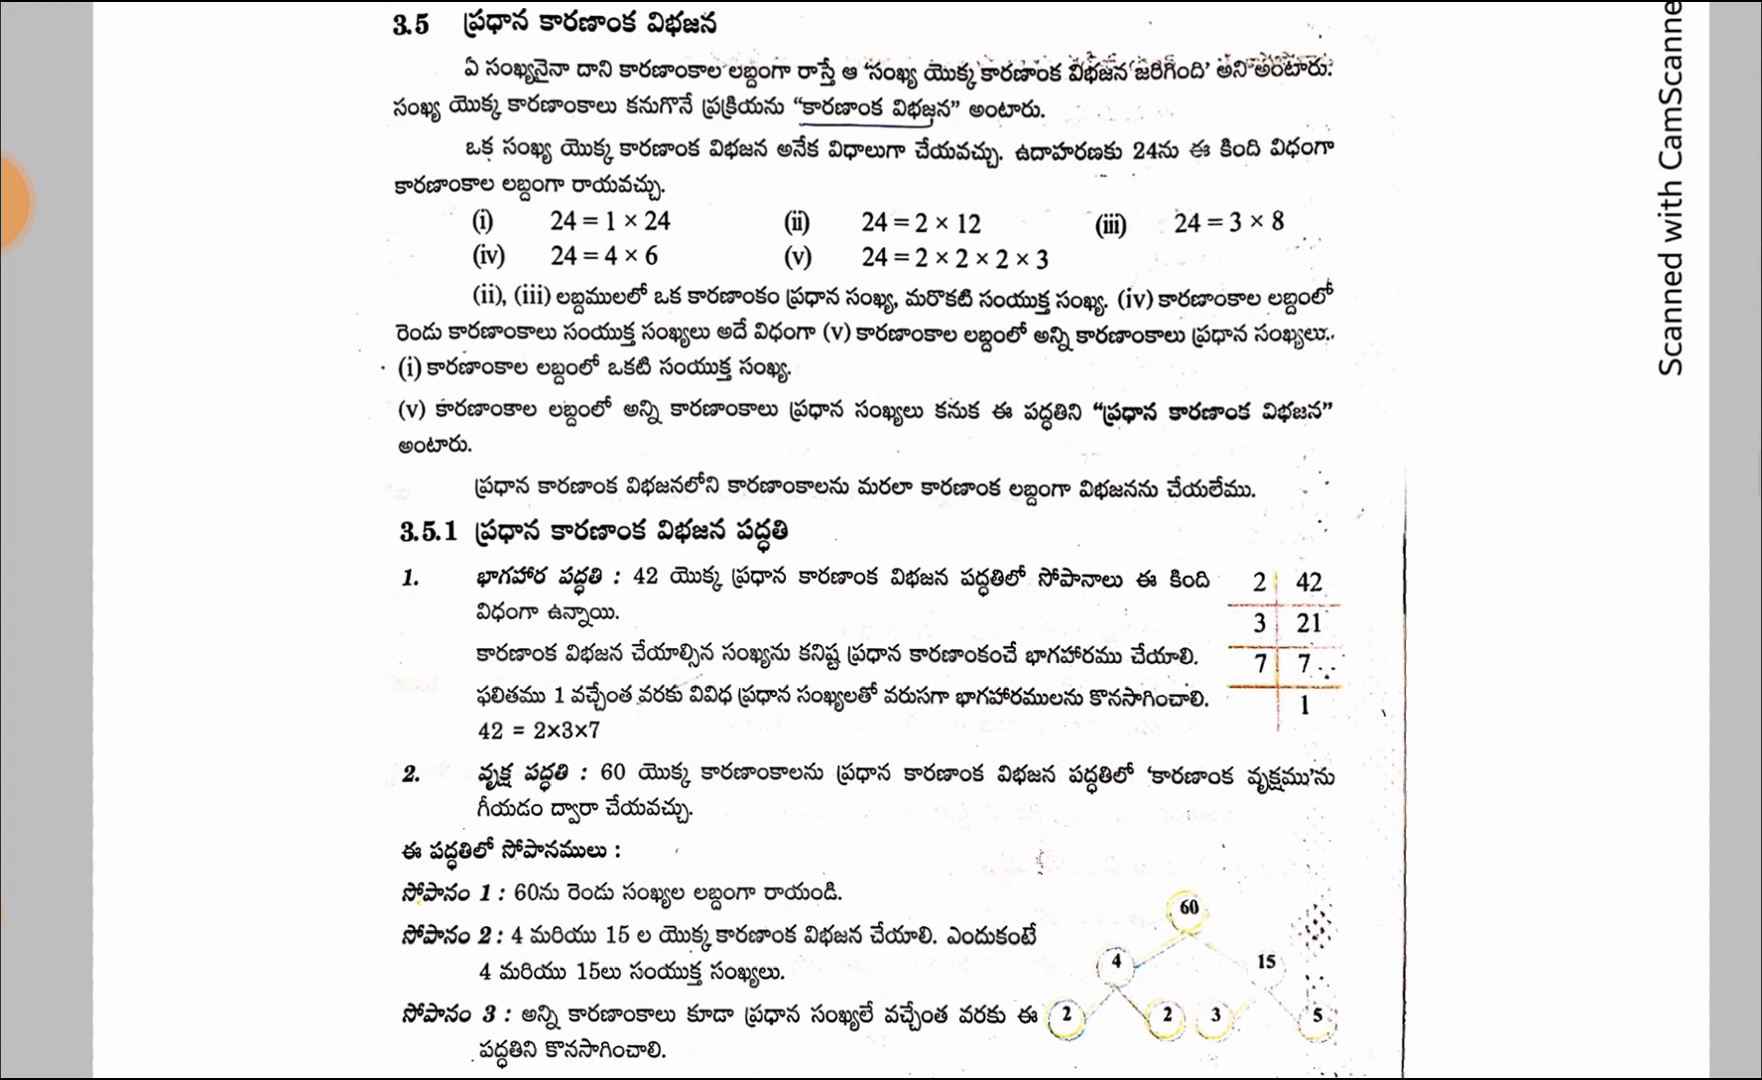 3.5 ప్రధాన కారణాంక విభజన
ఏ సంఖ్యనైనా దాని కారణాంకాల లబ్దంగా రాస్తే ఆ ‘సంఖ్య యొక్క కారణాంక విభజన జరిగింది’ అని అంటారు.
సంఖ్య యొక్క కారణాంకాలు కనుగొనే ప్రక్రియను “కారణాంక విభజన” అంటారు.
ఒక సంఖ్య యొక్క కారణాంక విభజన అనేక విధాలుగా చేయవచ్చు. ఉదాహరణకు 24ను ఈ కింది విధంగా
కారణాంకాల లబ్దంగా రాయవచ్చు.
(i) 24 = 1 × 24 (ii) 24 = 2 × 12 (iii) 24 = 3 × 8
(iv) 24 = 4 × 6 (v) 24 = 2 × 2 × 2 × 3
(ii), (iii) లబ్దములలో ఒక కారణాంకం ప్రధాన సంఖ్య, మరొకటి సంయుక్త సంఖ్య. (iv) కారణాంకాల లబ్దంలో
రెండు కారణాంకాలు సంయుక్త సంఖ్యలు అదే విధంగా (v) కారణాంకాల లబ్దంలో అన్ని కారణాంకాలు ప్రధాన సంఖ్యలు.
(i) కారణాంకాల లబ్దంలో ఒకటి సంయుక్త సంఖ్య.
(v) కారణాంకాల లబ్దంలో అన్ని కారణాంకాలు ప్రధాన సంఖ్యలు కనుక ఈ పద్ధతిని “ప్రధాన కారణాంక విభజన”
అంటారు.
ప్రధాన కారణాంక విభజనలోని కారణాంకాలను మరలా కారణాంక లబ్దంగా విభజనను చేయలేము.
3.5.1 ప్రధాన కారణాంక విభజన పద్ధతి
1. భాగహార పద్ధతి : 42 యొక్క ప్రధాన కారణాంక విభజన పద్ధతిలో సోపానాలు ఈ కింది
విధంగా ఉన్నాయి.
కారణాంక విభజన చేయాల్సిన సంఖ్యను కనిష్ట ప్రధాన కారణాంకంచే భాగహారము చేయాలి.
ఫలితము 1 వచ్చేంత వరకు వివిధ ప్రధాన సంఖ్యలతో వరుసగా భాగహారములను కొనసాగించాలి.
42 = 2×3×7
2 42
3 21
7 7
1
2. వృక్ష పద్ధతి : 60 యొక్క కారణాంకాలను ప్రధాన కారణాంక విభజన పద్ధతిలో ‘కారణాంక వృక్షము’ను
గీయడం ద్వారా చేయవచ్చు.
ఈ పద్ధతిలో సోపానములు :
సోపానం 1 : 60ను రెండు సంఖ్యల లబ్దంగా రాయండి.
సోపానం 2 : 4 మరియు 15 ల యొక్క కారణాంక విభజన చేయాలి. ఎందుకంటే
4 మరియు 15లు సంయుక్త సంఖ్యలు.
సోపానం 3 : అన్ని కారణాంకాలు కూడా ప్రధాన సంఖ్యలే వచ్చేంత వరకు ఈ
పద్ధతిని కొనసాగించాలి.
60
4 15
2 2 3 5
Scanned with CamScanne